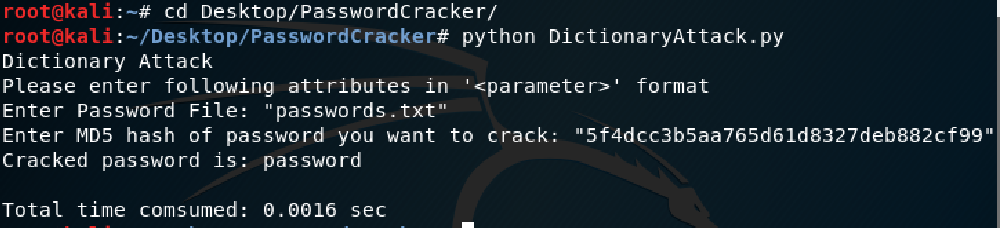 root@kali:~# cd Desktop/PasswordCracker/
root@kali:~/Desktop/PasswordCracker# python DictionaryAttack.py
Dictionary Attack
Please enter following attributes in '<parameter>' format
Enter Password File: "passwords.txt"
Enter MD5 hash of password you want to crack: "5f4dcc3b5aa765d61d8327deb882cf99"
Cracked password is: password
Total time comsumed: 0.0016 sec